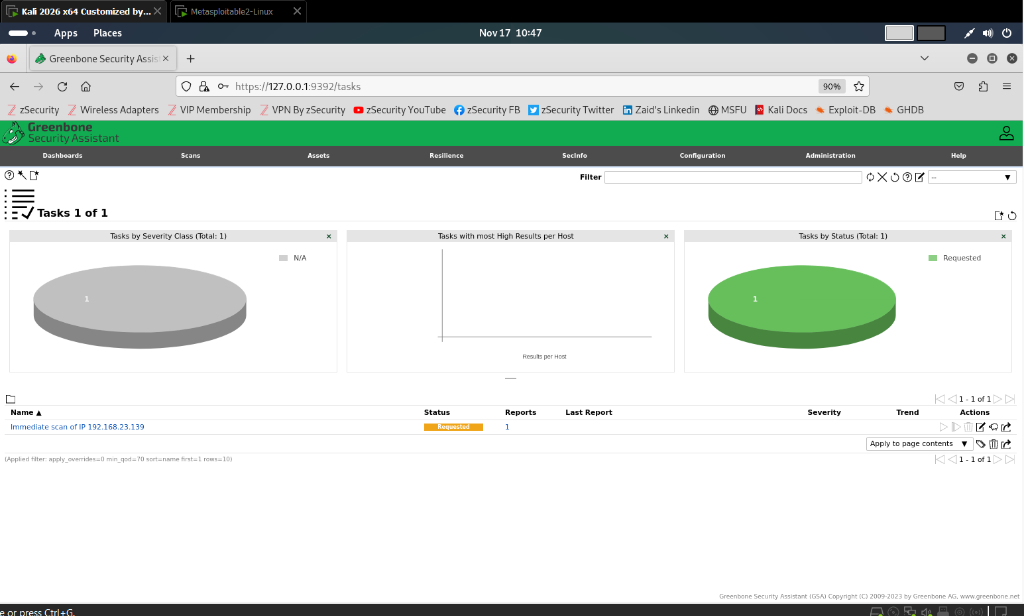 Kali 2026 x64 Customized by...
Metasploitable2-Linux
Apps Places
Nov 17 10:47
Greenbone Security Assis
https://127.0.0.1:9392/tasks
90%
zSecurity Wireless Adapters VIP Membership VPN By zSecurity zSecurity YouTube zSecurity FB zSecurity Twitter Zaid's Linkedin MSFU Kali Docs Exploit-DB GHDB
Greenbone
Security Assistant
Dashboards Scans Assets Resilience SecInfo Configuration Administration Help
Filter
--
Tasks 1 of 1
Tasks by Severity Class (Total: 1)
N/A
1
Tasks with most High Results per Host
Results per Host
Tasks by Status (Total: 1)
Requested
1
1 - 1 of 1
Name ▲ Status Reports Last Report Severity Trend Actions
Immediate scan of IP 192.168.23.139 Requested 1
Apply to page contents ▼
(Applied filter: apply_overrides=0 min_qod=70 sort=name first=1 rows=10)
1 - 1 of 1
Greenbone Security Assistant (GSA) Copyright (C) 2009-2023 by Greenbone AG, www.greenbone.net
e or press Ctrl+G.